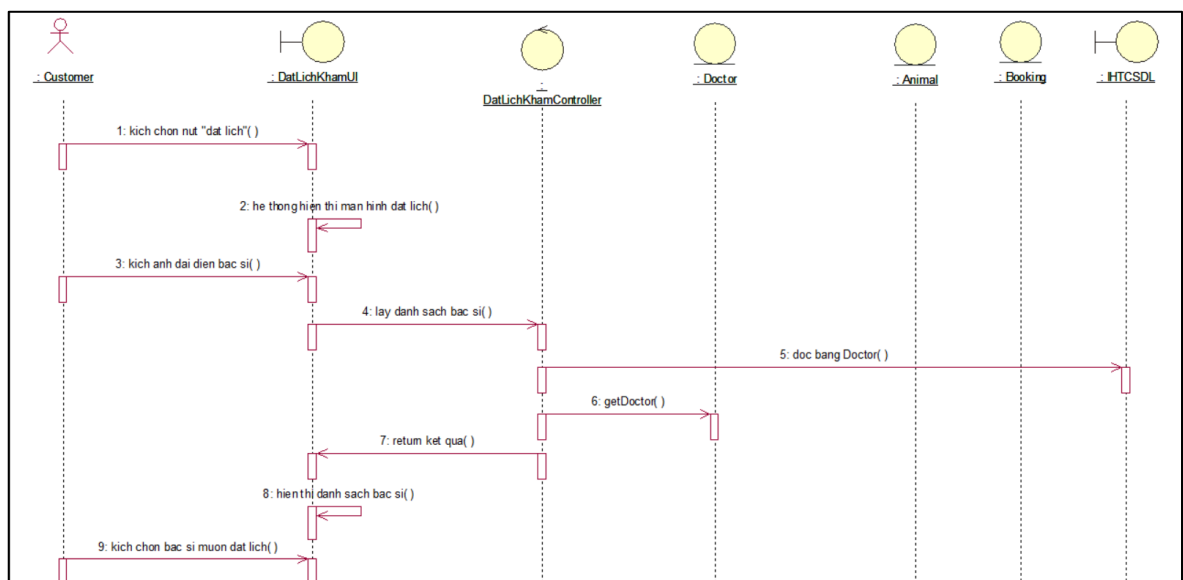 : Customer
: DatLichKhamUI
:
DatLichKhamController
: Doctor
: Animal
: Booking
: IHTCSDL
1: kich chon nut "dat lich"( )
2: he thong hien thi man hinh dat lich( )
3: kich anh dai dien bac si( )
4: lay danh sach bac si( )
5: doc bang Doctor( )
6: getDoctor( )
7: return ket qua( )
8: hien thi danh sach bac si( )
9: kich chon bac si muon dat lich( )